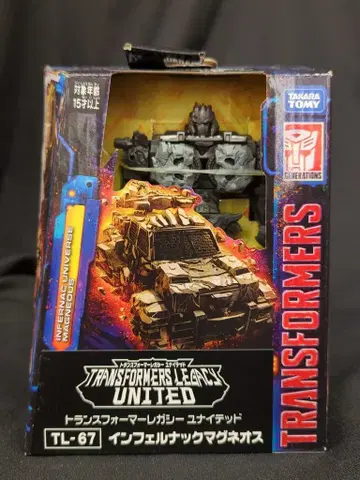 対象年齢
15才以上
TAKARA
TOMY
GENERATIONS
TRANSFORMERS
INFERNAC UNIVERSE
MAGNEOUS
トランスフォーマーレガシー ユナイテッド
TRANSFORMERS LEGACY
UNITED
トランスフォーマーレガシー ユナイテッド
TL-67 インフェルナックマグネオス